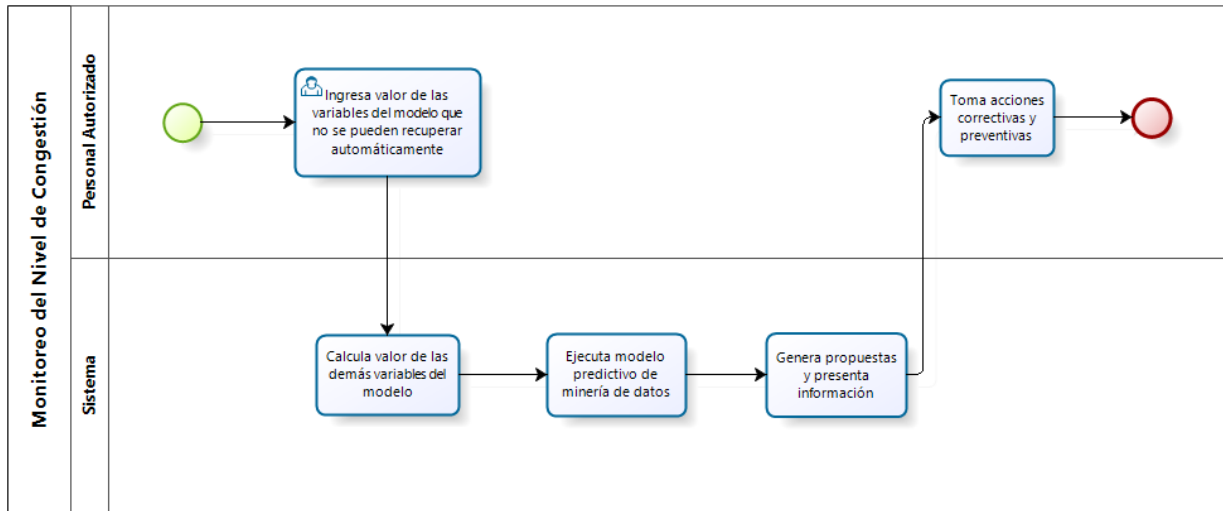 Monitoreo del Nivel de Congestión
Personal Autorizado
Ingresa valor de las
variables del modelo que
no se pueden recuperar
automáticamente
Toma acciones
correctivas y
preventivas
Sistema
Calcula valor de las
demás variables del
modelo
Ejecuta modelo
predictivo de
minería de datos
Genera propuestas
y presenta
información